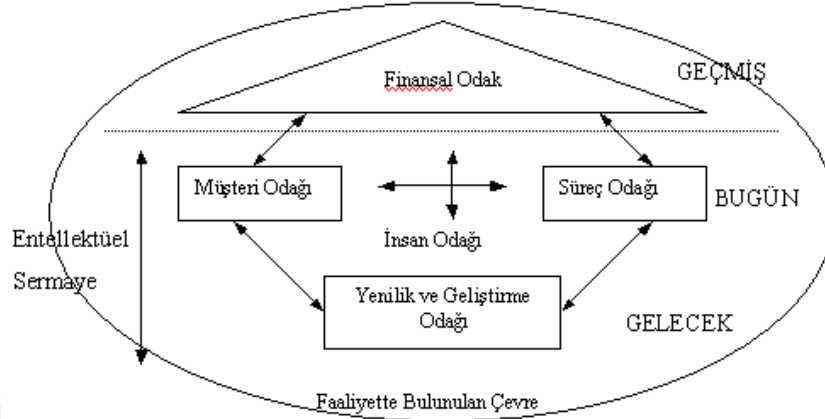 GEÇMİŞ
Finansal Odak
Müşteri Odağı
Süreç Odağı
BUGÜN
Entellektüel
Sermaye
İnsan Odağı
Yenilik ve Geliştirme
Odağı
GELECEK
Faaliyette Bulunulan Çevre